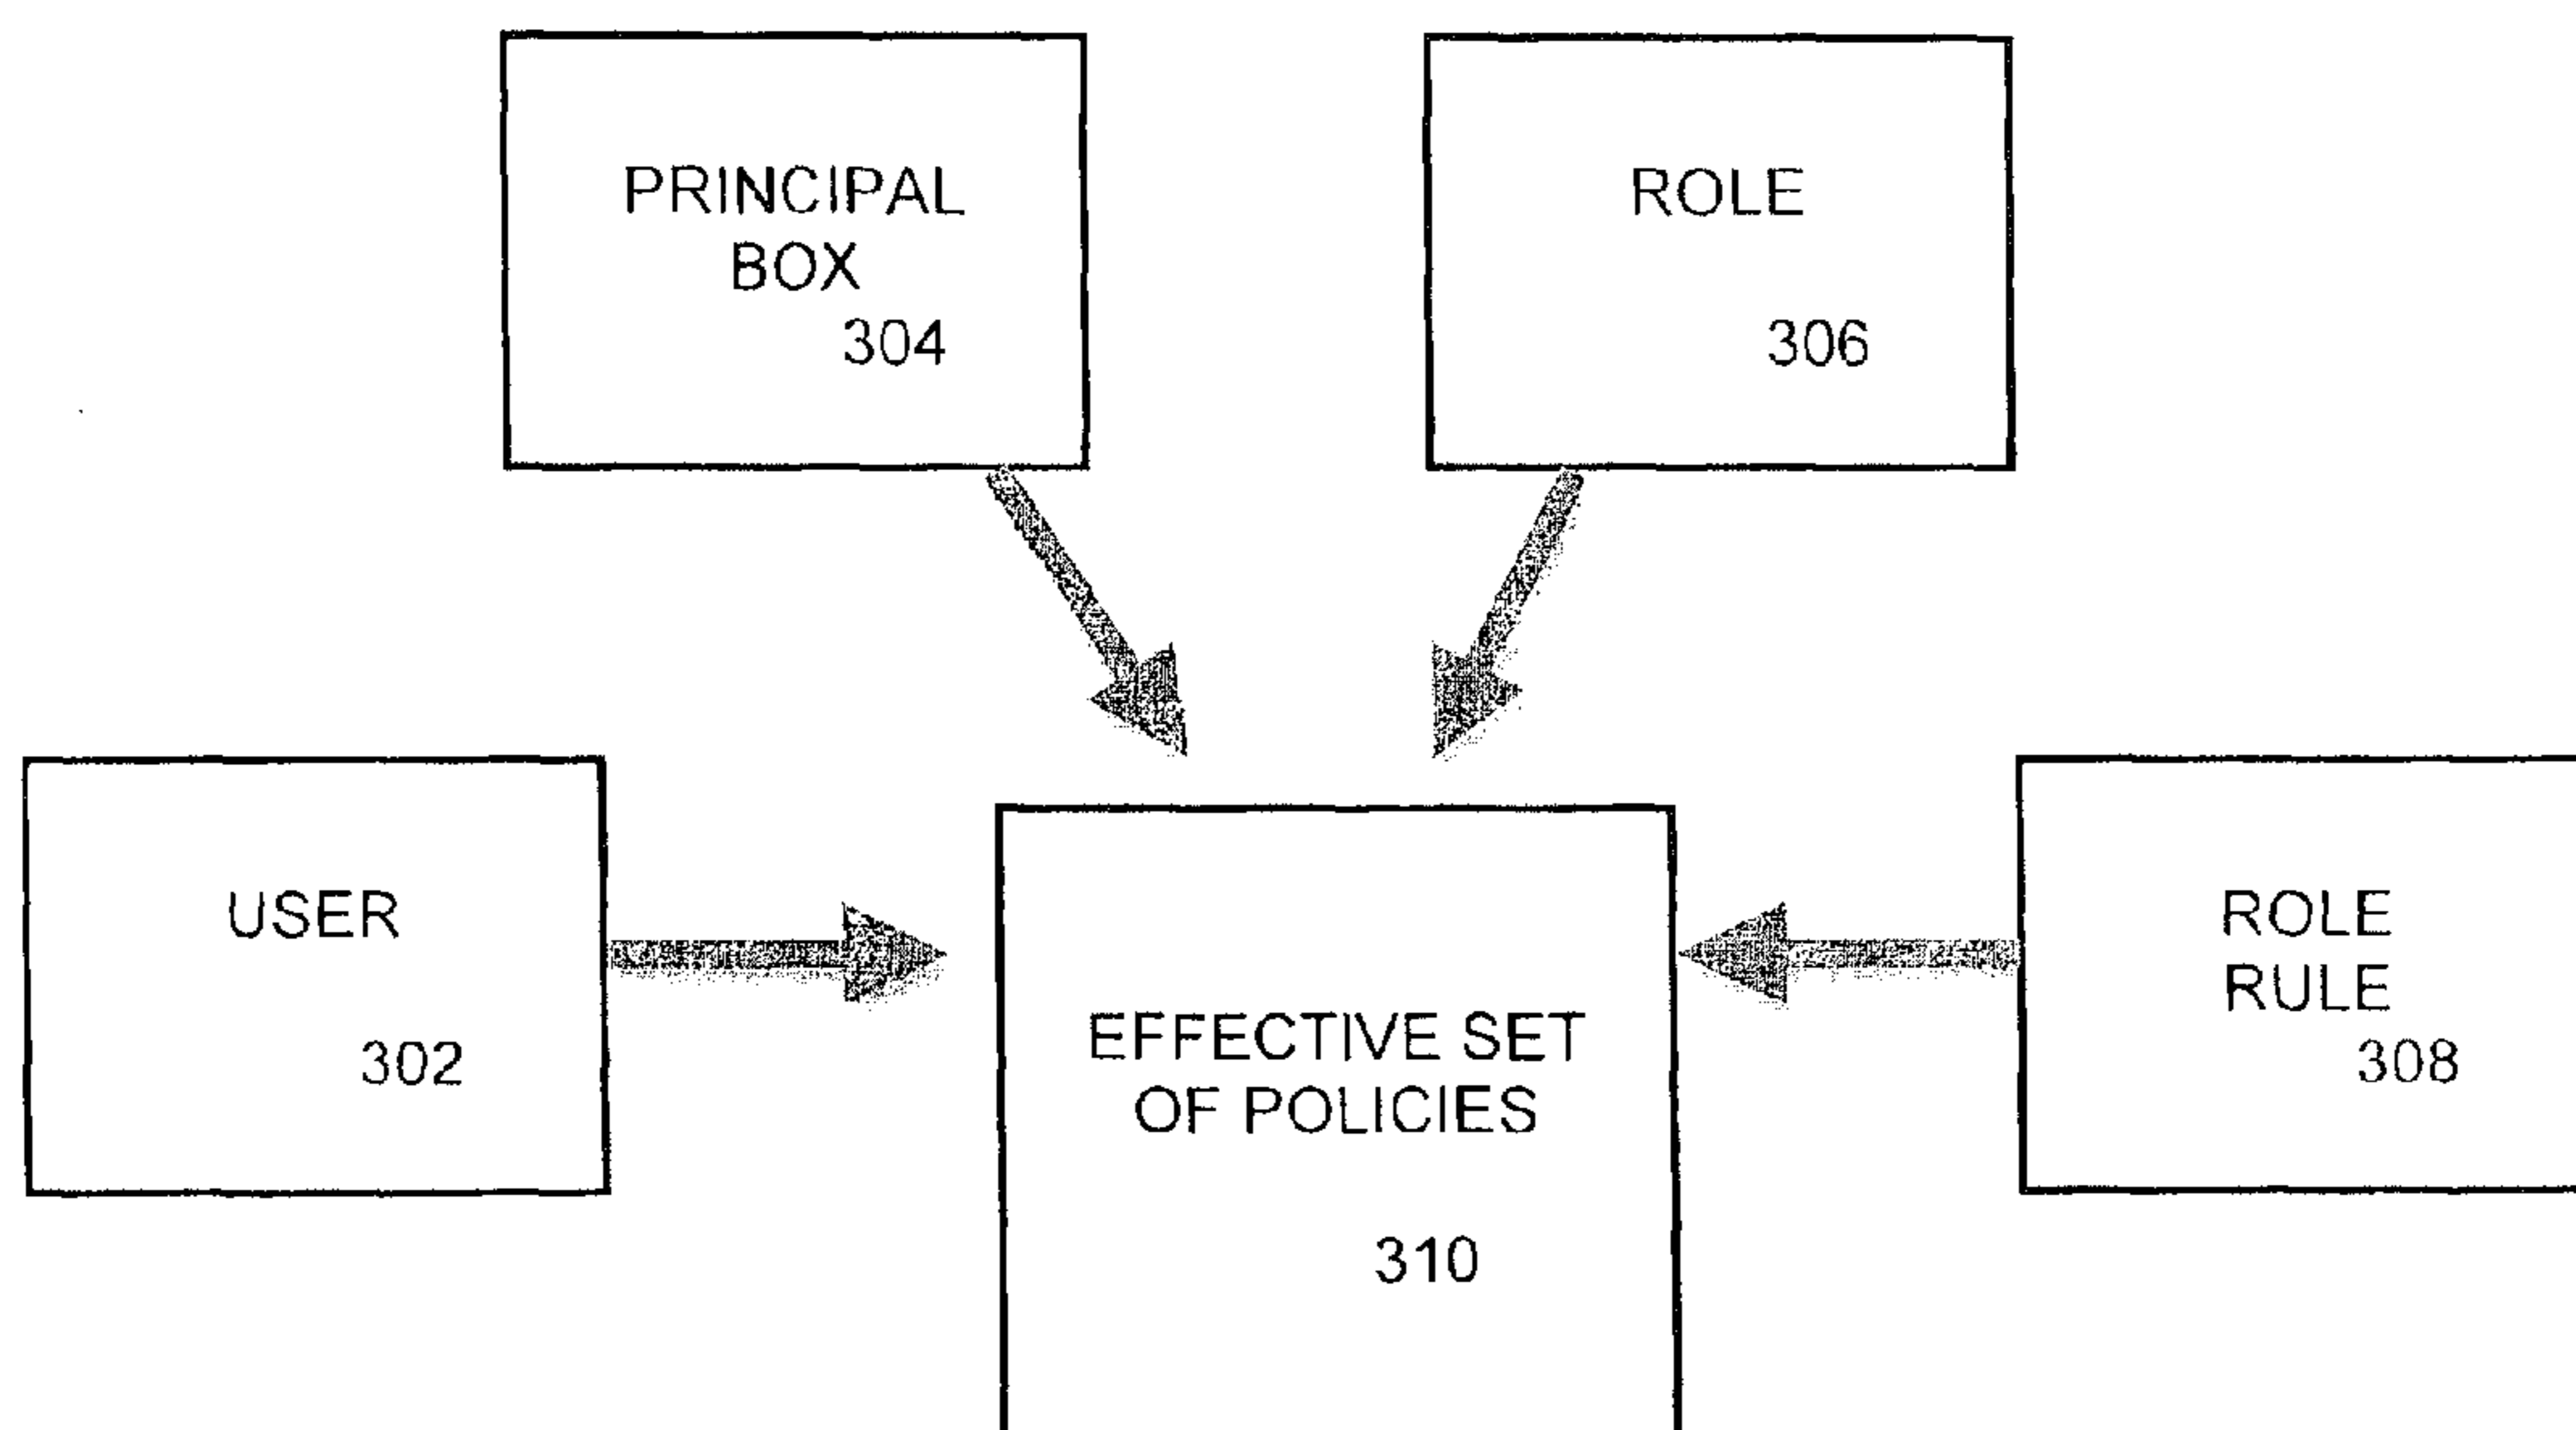 PRINCIPAL
BOX
304
ROLE
306
USER
302
EFFECTIVE SET
OF POLICIES
310
ROLE
RULE
308